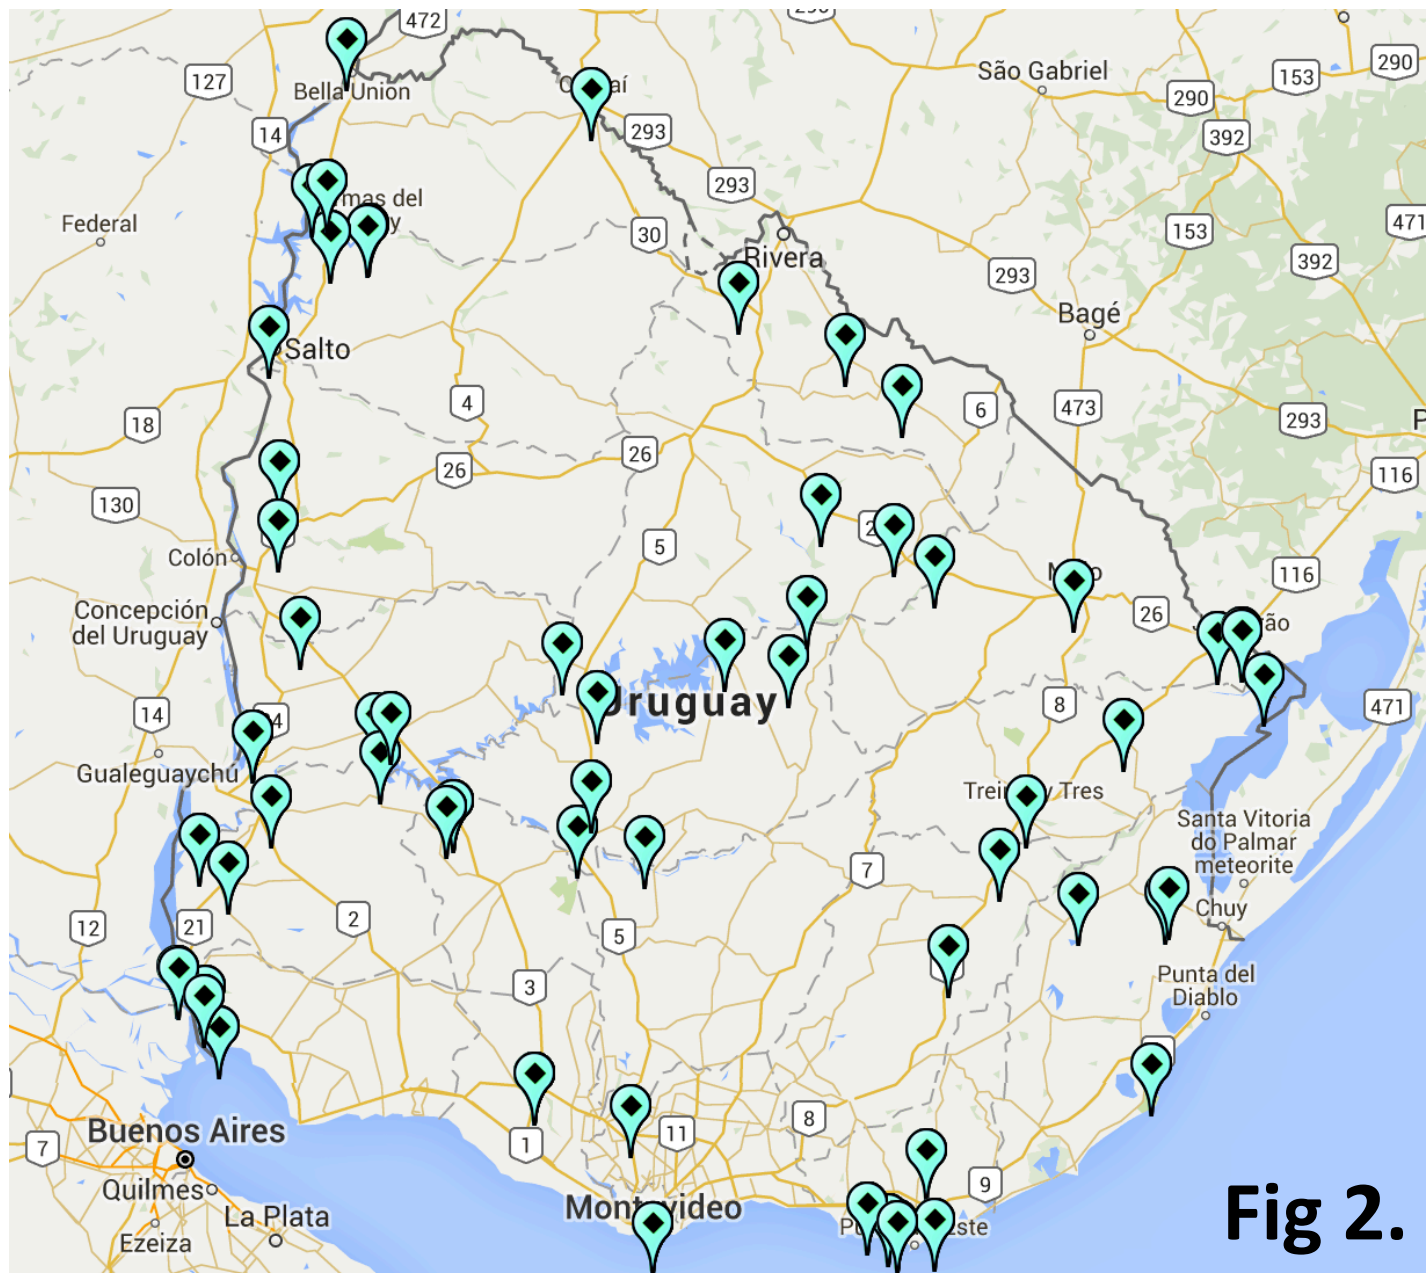 472
290
São Gabriel
153
127
Bella Union
290
14
293
392
293
Federal
30
153
471
Rivera
392
293
Bagé
Salto
4
6
473
18
293
26
26
116
130
5
Colón
116
Concepción
del Uruguay
26
Uruguay
14
8
471
Gualeguaychú
Treinta y Tres
Santa Vitoria
do Palmar
meteorite
7
Chuy
12
21
2
5
Punta del
Diablo
3
Buenos Aires
8
11
7
1
Quilmes
9
Montevideo
La Plata
Ezeiza
Fig 2.